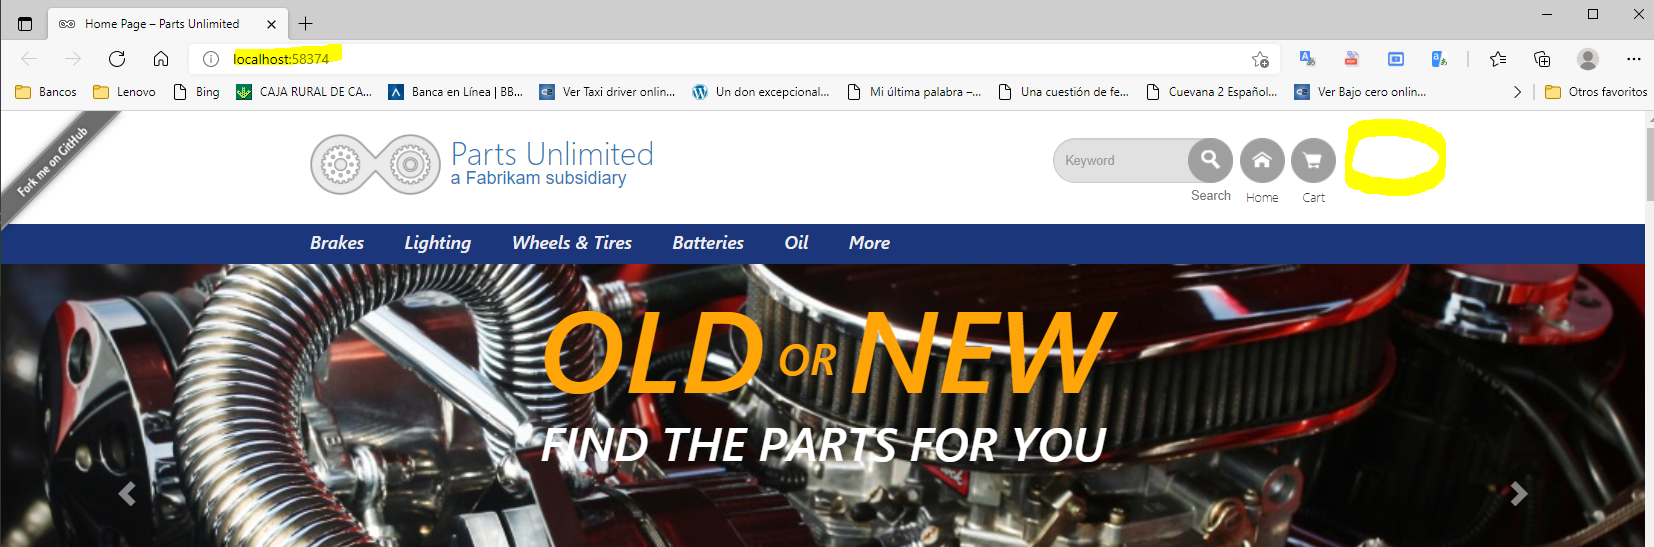 Home Page – Parts Unlimited
localhost:58374
Bancos Lenovo Bing CAJA RURAL DE CA... Banca en Línea | BB... Ver Taxi driver onlin... Un don excepcional... Mi última palabra –... Una cuestión de fe... Cuevana 2 Español... Ver Bajo cero onlin... Otros favoritos
Fork me on GitHub
Parts Unlimited
a Fabrikam subsidiary
Keyword
Search Home Cart
Brakes Lighting Wheels & Tires Batteries Oil More
OLD OR NEW
FIND THE PARTS FOR YOU